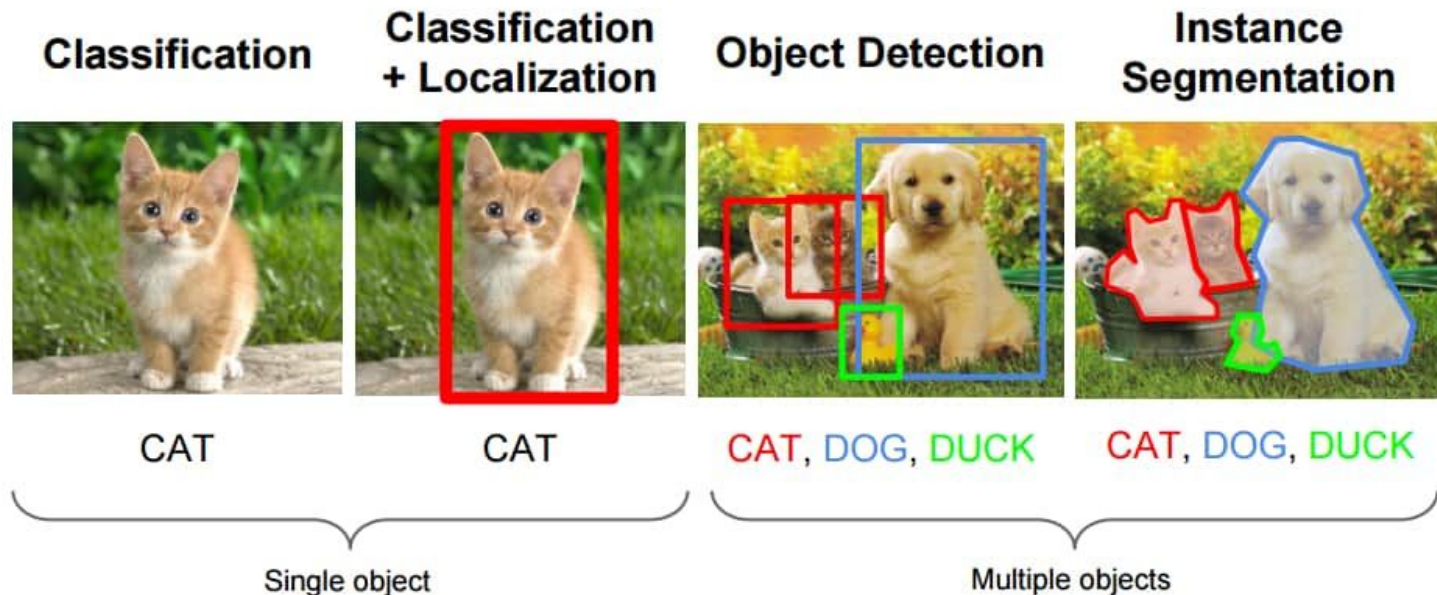 Classification
Classification
+ Localization
Object Detection
Instance
Segmentation
CAT
CAT
CAT, DOG, DUCK
CAT, DOG, DUCK
Single object
Multiple objects